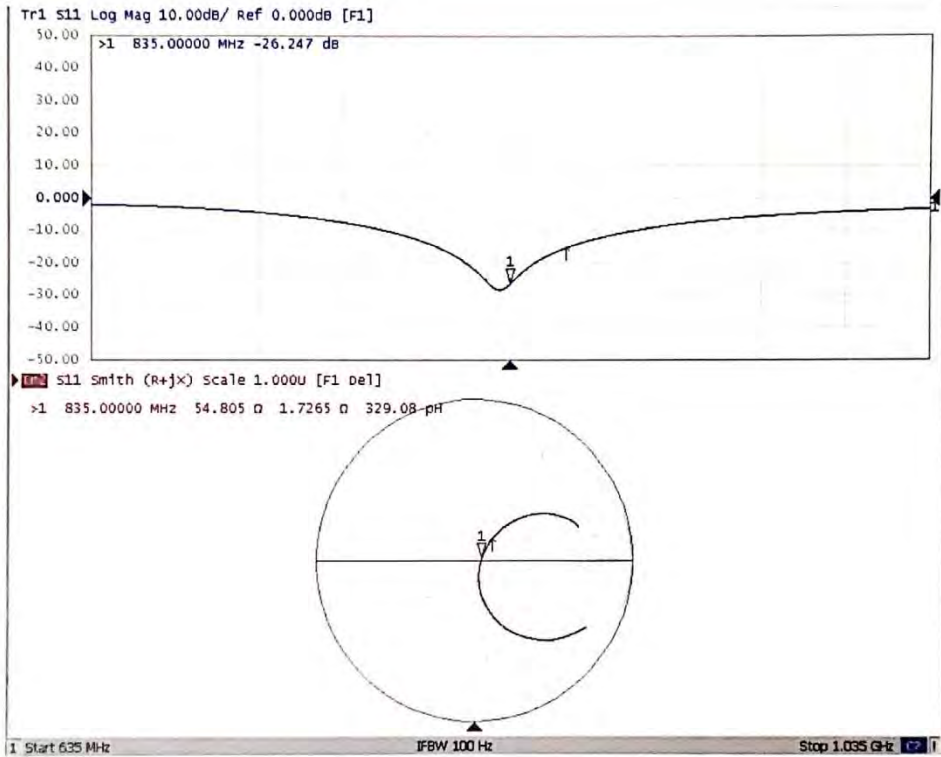 Tr1 S11 Log Mag 10.00dB/ Ref 0.000dB [F1]
50.00
>1 835.00000 MHz -26.247 dB
40.00
30.00
20.00
10.00
0.000
-10.00
-20.00
1
-30.00
-40.00
-50.00
S11 Smith (R+jX) Scale 1.000U [F1 Del]
>1 835.00000 MHz 54.805 Ω 1.7265 Ω 329.08 pH
1
1 Start 635 MHz IFBW 100 Hz Stop 1.035 GHz C?